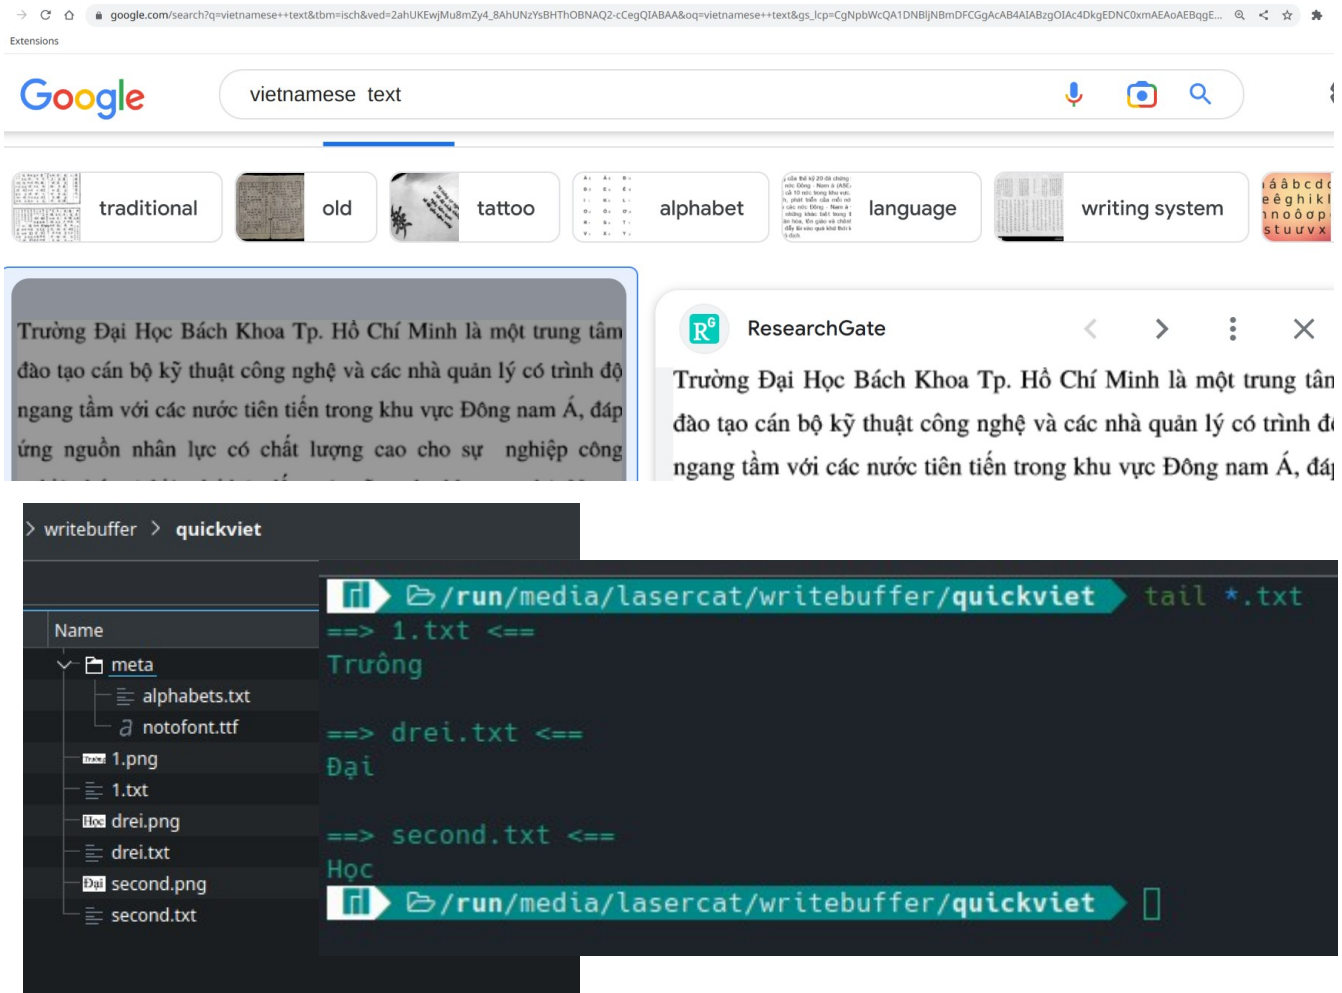 google.com/search?q=vietnamese++text&tbm=isch&ved=2ahUKEwjMu8mZy4_8AhUNzYsBHThOBNAQ2-cCegQIABAA&oq=vietnamese++text&gs_lcp=CgNpbWcQA1DNBljNBmDFCGgAcAB4AIABzgOIAc4DkgEDNC0xmAEAoAEBqgE...
Extensions
Google
vietnamese text
traditional
old
tattoo
alphabet
language
writing system
á â b c d
e ê g h i k l
n o ô ơ p
s t u ư v x
Trường Đại Học Bách Khoa Tp. Hồ Chí Minh là một trung tâm
đào tạo cán bộ kỹ thuật công nghệ và các nhà quản lý có trình độ
ngang tầm với các nước tiên tiến trong khu vực Đông nam Á, đáp
ứng nguồn nhân lực có chất lượng cao cho sự nghiệp công
RG
ResearchGate
Trường Đại Học Bách Khoa Tp. Hồ Chí Minh là một trung tâm
đào tạo cán bộ kỹ thuật công nghệ và các nhà quản lý có trình đ
ngang tầm với các nước tiên tiến trong khu vực Đông nam Á, đáp
> writebuffer > quickviet
Name
meta
alphabets.txt
a notofont.ttf
Trường 1.png
1.txt
Học drei.png
drei.txt
Đại second.png
second.txt
/run/media/lasercat/writebuffer/quickviet tail *.txt
==> 1.txt <==
Trưông
==> drei.txt <==
Đại
==> second.txt <==
Học
/run/media/lasercat/writebuffer/quickviet